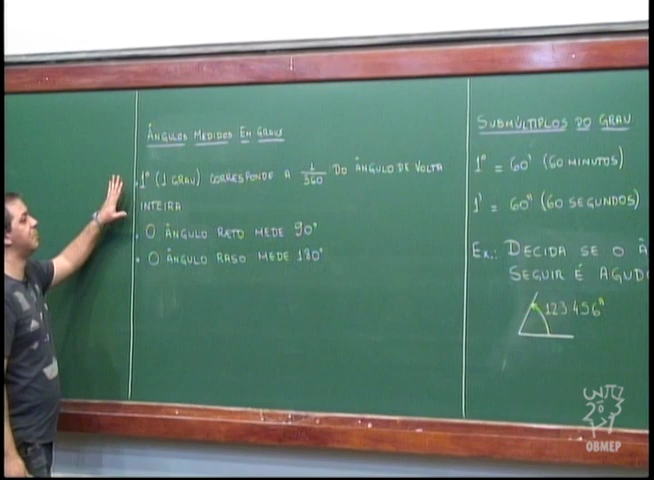 ÂNGULOS MEDIDOS EM GRAUS
• 1° (1 GRAU) CORRESPONDE A 1/360 DO ÂNGULO DE VOLTA
INTEIRA
• O ÂNGULO RETO MEDE 90°
• O ÂNGULO RASO MEDE 180°
SUBMÚLTIPLOS DO GRAU
1° = 60' (60 MINUTOS)
1' = 60" (60 SEGUNDOS)
EX.: DECIDA SE O
SEGUIR É AGUDO
123456"
OBMEP